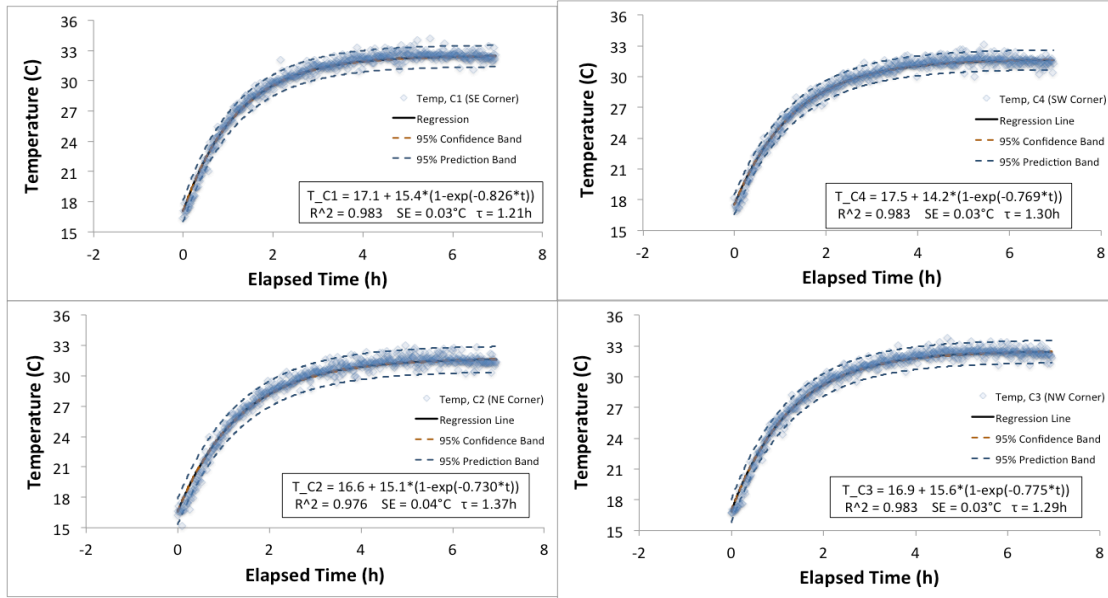 36
33
30
27
24
21
18
15
Temperature (C)
Temp, C1 (SE Corner)
Regression
95% Confidence Band
95% Prediction Band
T_C1 = 17.1 + 15.4*(1-exp(-0.826*t))
R^2 = 0.983 SE = 0.03°C τ = 1.21h
-2 0 2 4 6 8
Elapsed Time (h)
36
33
30
27
24
21
18
15
Temperature (C)
Temp, C4 (SW Corner)
Regression Line
95% Confidence Band
95% Prediction Band
T_C4 = 17.5 + 14.2*(1-exp(-0.769*t))
R^2 = 0.983 SE = 0.03°C τ = 1.30h
-2 0 2 4 6 8
Elapsed Time (h)
36
33
30
27
24
21
18
15
Temperature (C)
Temp, C2 (NE Corner)
Regression Line
95% Confidence Band
95% Prediction Band
T_C2 = 16.6 + 15.1*(1-exp(-0.730*t))
R^2 = 0.976 SE = 0.04°C τ = 1.37h
-2 0 2 4 6 8
Elapsed Time (h)
36
33
30
27
24
21
18
15
Temperature (C)
Temp, C3 (NW Corner)
Regression Line
95% Confidence Band
95% Prediction Band
T_C3 = 16.9 + 15.6*(1-exp(-0.775*t))
R^2 = 0.983 SE = 0.03°C τ = 1.29h
-2 0 2 4 6 8
Elapsed Time (h)